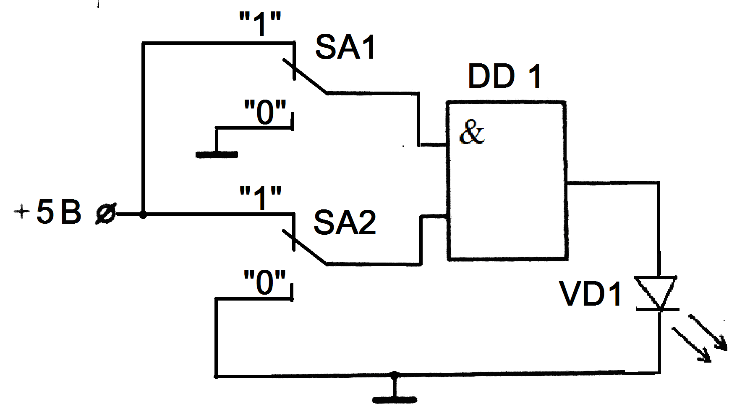 "1"
SA1
DD 1
"0"
&
"1"
+5 В
SA2
"0"
VD1